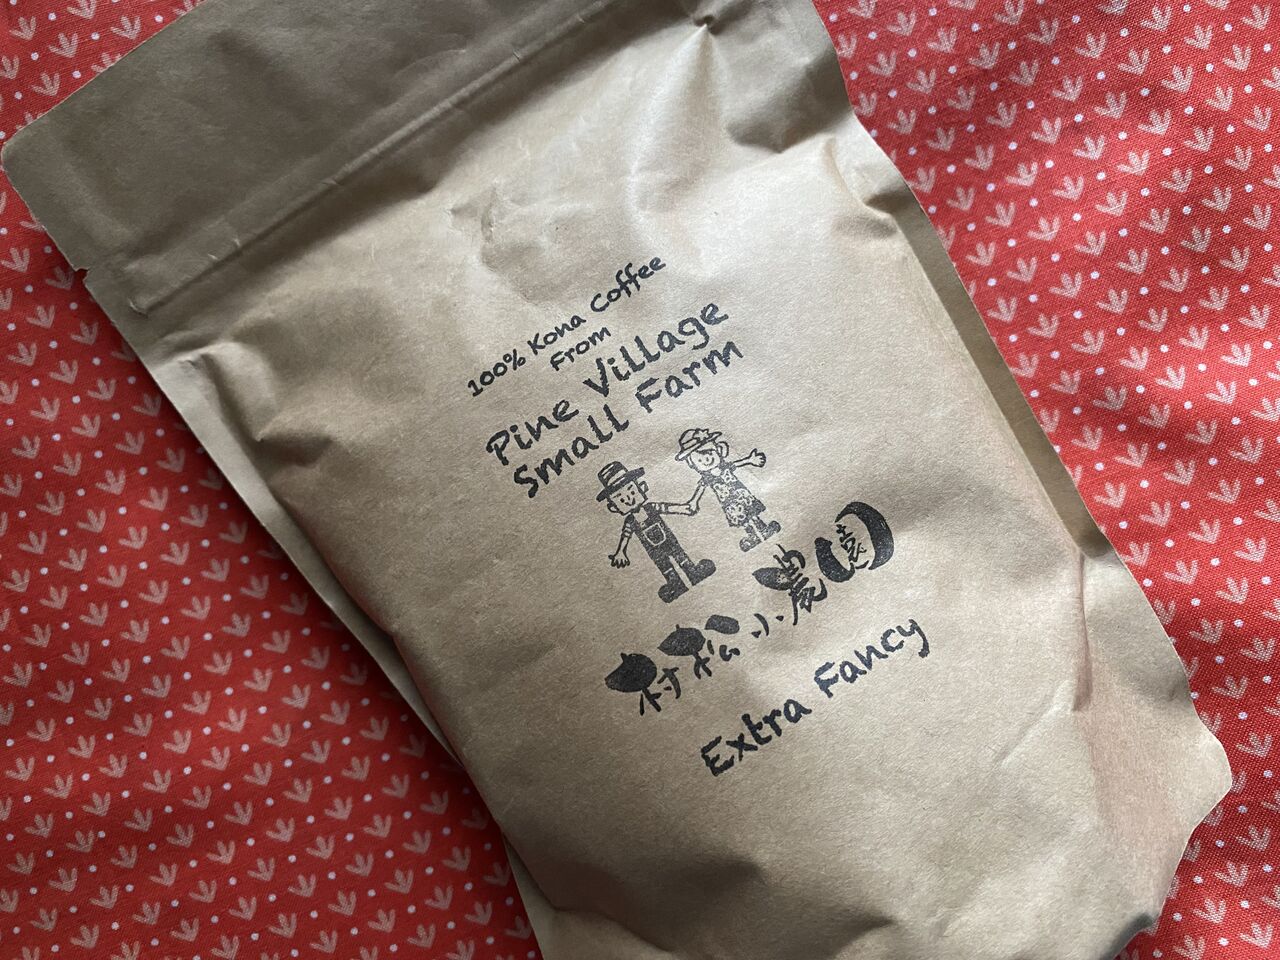 100% Kona Coffee
From
Pine Village
Small Farm
村松小農園
Extra Fancy